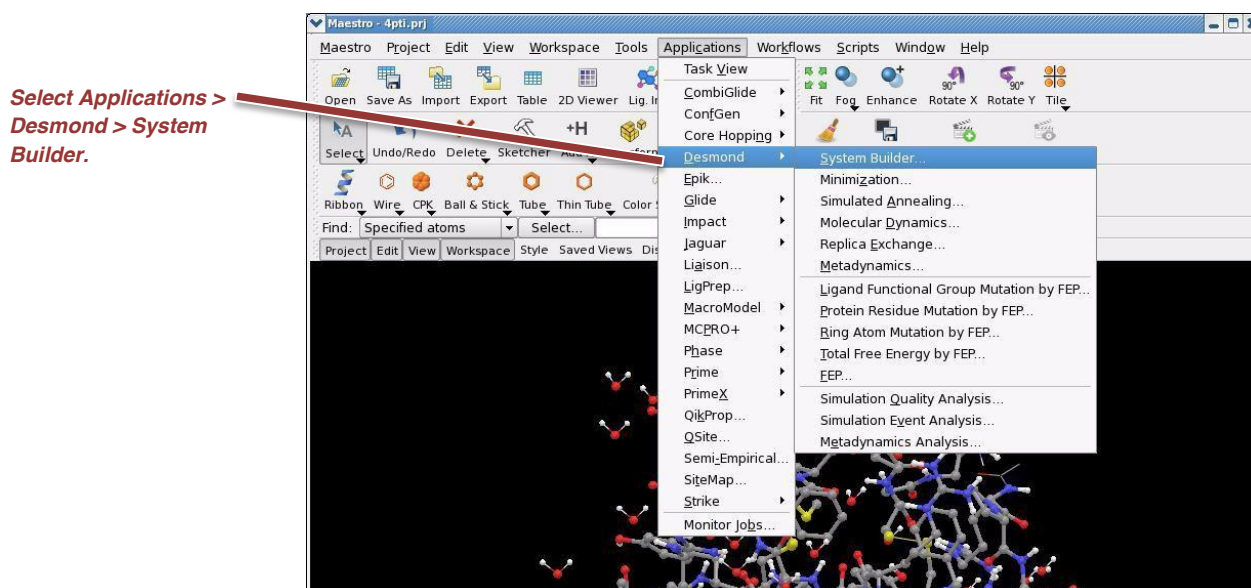 Select Applications >
Desmond > System
Builder.
Maestro - 4pti.prj
Maestro Project Edit View Workspace Tools Applications Workflows Scripts Window Help
Open Save As Import Export Table 2D Viewer Lig. Fit Fog Enhance Rotate X Rotate Y Tile
Select Undo/Redo Delete Sketcher
+H
90°
90°
Ribbon Wire CPK Ball & Stick Tube Thin Tube Color
Find: Specified atoms Select...
Project Edit View Workspace Style Saved Views
Task View
CombiGlide
ConfGen
Core Hopping
Desmond
Epik...
Glide
Impact
Jaguar
Liaison...
LigPrep...
MacroModel
MCPRO+
Phase
Prime
PrimeX
QikProp...
QSite...
Semi-Empirical...
SiteMap...
Strike
Monitor Jobs...
System Builder...
Minimization...
Simulated Annealing...
Molecular Dynamics...
Replica Exchange...
Metadynamics...
Ligand Functional Group Mutation by FEP...
Protein Residue Mutation by FEP...
Ring Atom Mutation by FEP...
Total Free Energy by FEP...
FEP...
Simulation Quality Analysis...
Simulation Event Analysis...
Metadynamics Analysis...